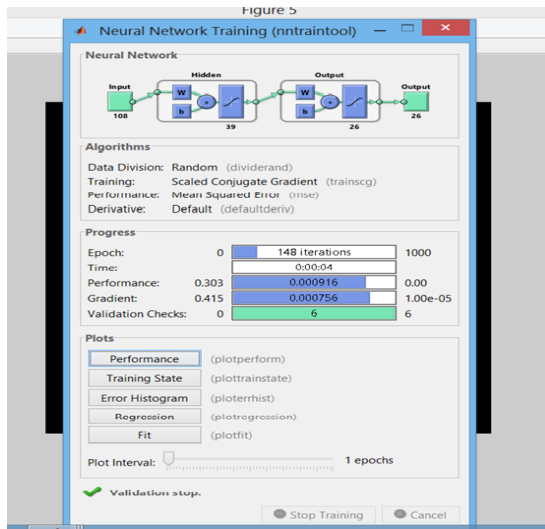 Figure 5
Neural Network Training (nntraintool)
Neural Network
Hidden
Output
Input
W
b
W
b
Output
108
39
26
26
Algorithms
Data Division: Random (dividerand)
Training: Scaled Conjugate Gradient (trainscg)
Performance: Mean Squared Error (mse)
Derivative: Default (defaultderiv)
Progress
Epoch: 0 148 iterations 1000
Time: 0:00:04
Performance: 0.303 0.000916 0.00
Gradient: 0.415 0.000756 1.00e-05
Validation Checks: 0 6 6
Plots
Performance (plotperform)
Training State (plottrainstate)
Error Histogram (ploterrhist)
Regression (plotregression)
Fit (plotfit)
Plot Interval: 1 epochs
Validation stop.
Stop Training Cancel